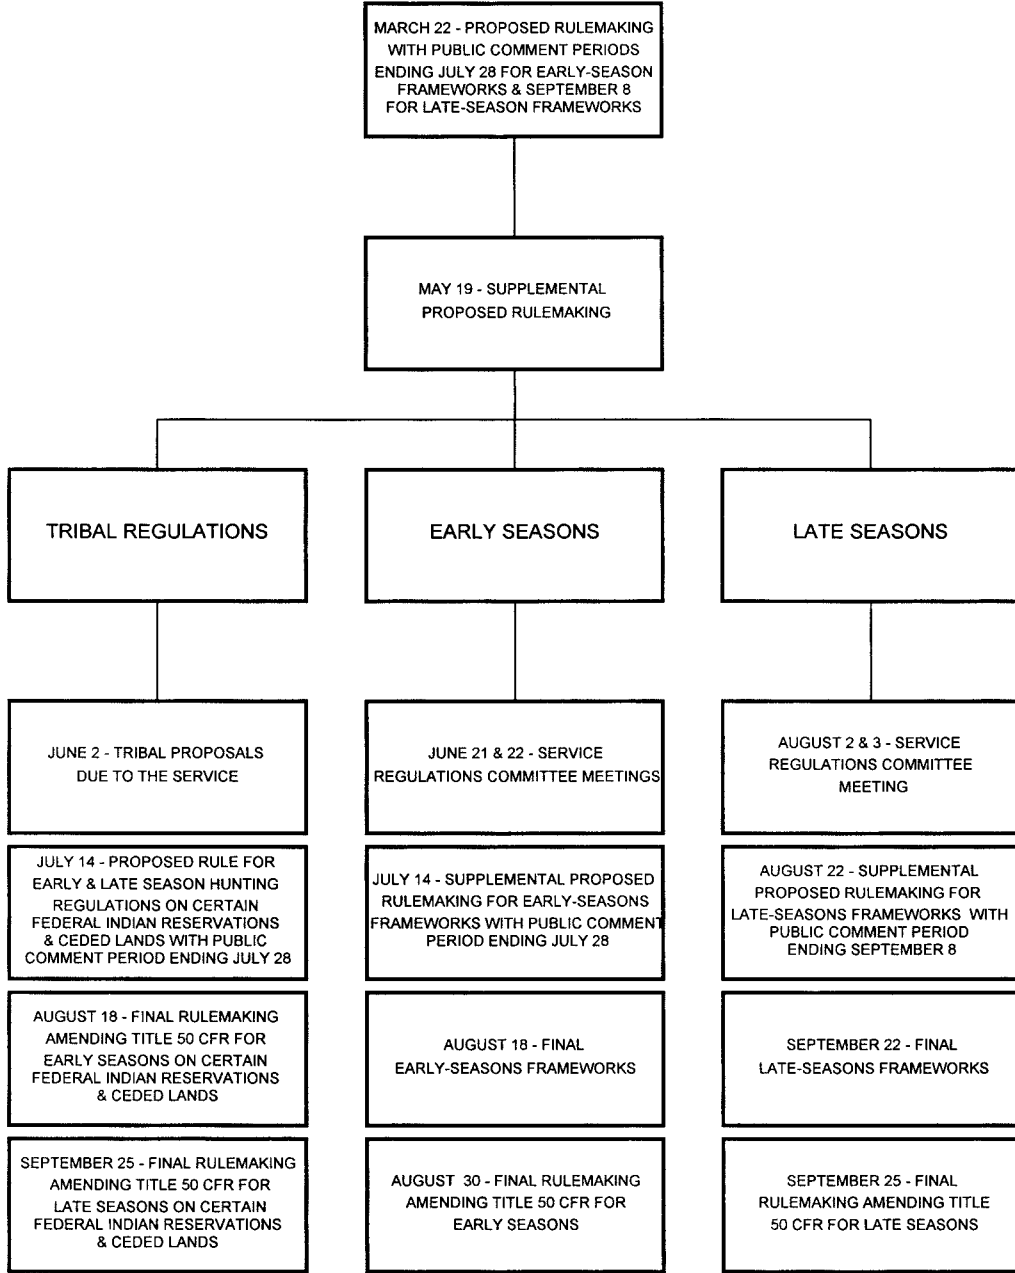 MARCH 22 - PROPOSED RULEMAKING
WITH PUBLIC COMMENT PERIODS
ENDING JULY 28 FOR EARLY-SEASON
FRAMEWORKS & SEPTEMBER 8
FOR LATE-SEASON FRAMEWORKS
MAY 19 - SUPPLEMENTAL
PROPOSED RULEMAKING
TRIBAL REGULATIONS
EARLY SEASONS
LATE SEASONS
JUNE 2 - TRIBAL PROPOSALS
DUE TO THE SERVICE
JUNE 21 & 22 - SERVICE
REGULATIONS COMMITTEE MEETINGS
AUGUST 2 & 3 - SERVICE
REGULATIONS COMMITTEE
MEETING
JULY 14 - PROPOSED RULE FOR
EARLY & LATE SEASON HUNTING
REGULATIONS ON CERTAIN
FEDERAL INDIAN RESERVATIONS
& CEDED LANDS WITH PUBLIC
COMMENT PERIOD ENDING JULY 28
JULY 14 - SUPPLEMENTAL PROPOSED
RULEMAKING FOR EARLY-SEASONS
FRAMEWORKS WITH PUBLIC COMMENT
PERIOD ENDING JULY 28
AUGUST 22 - SUPPLEMENTAL
PROPOSED RULEMAKING FOR
LATE-SEASONS FRAMEWORKS WITH
PUBLIC COMMENT PERIOD
ENDING SEPTEMBER 8
AUGUST 18 - FINAL RULEMAKING
AMENDING TITLE 50 CFR FOR
EARLY SEASONS ON CERTAIN
FEDERAL INDIAN RESERVATIONS
& CEDED LANDS
AUGUST 18 - FINAL
EARLY-SEASONS FRAMEWORKS
SEPTEMBER 22 - FINAL
LATE-SEASONS FRAMEWORKS
SEPTEMBER 25 - FINAL RULEMAKING
AMENDING TITLE 50 CFR FOR
LATE SEASONS ON CERTAIN
FEDERAL INDIAN RESERVATIONS
& CEDED LANDS
AUGUST 30 - FINAL RULEMAKING
AMENDING TITLE 50 CFR FOR
EARLY SEASONS
SEPTEMBER 25 - FINAL
RULEMAKING AMENDING TITLE
50 CFR FOR LATE SEASONS